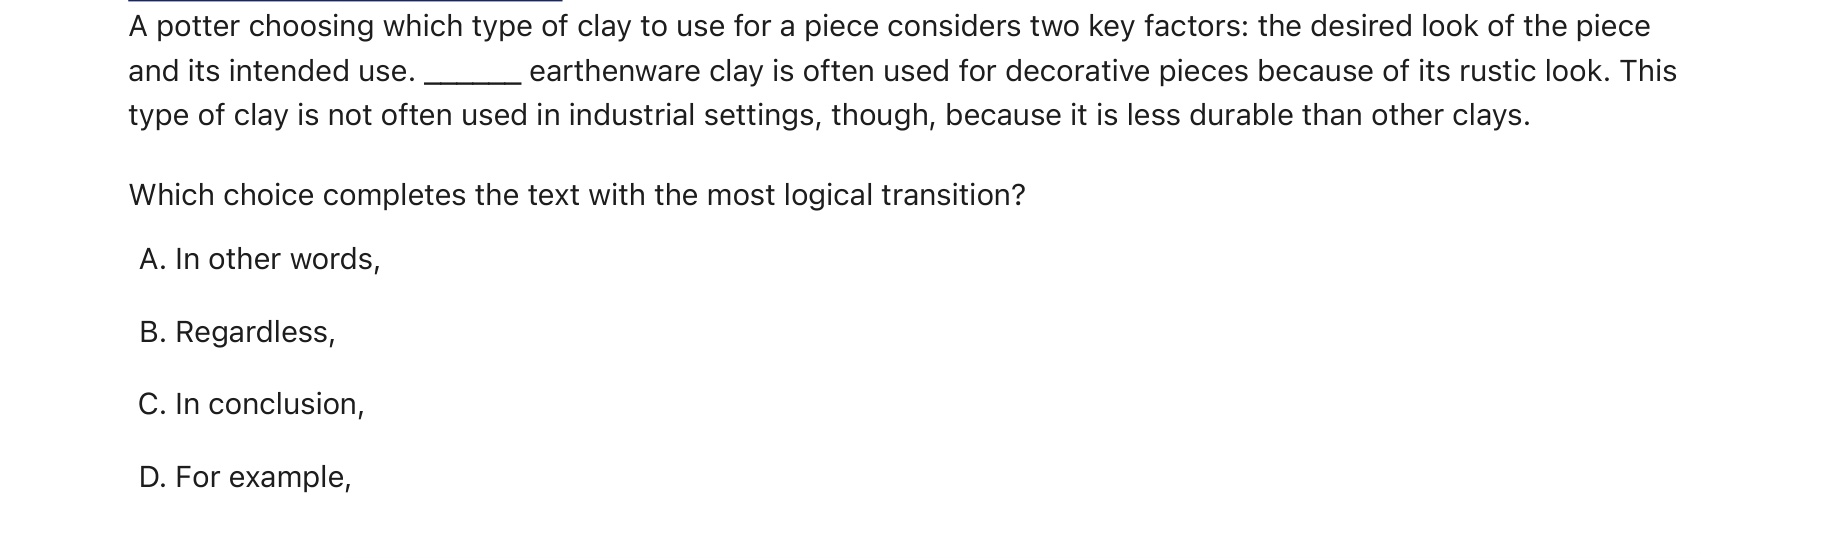 A potter choosing which type of clay to use for a piece considers two key factors: the desired look of the piece
and its intended use. ______ earthenware clay is often used for decorative pieces because of its rustic look. This
type of clay is not often used in industrial settings, though, because it is less durable than other clays.
Which choice completes the text with the most logical transition?
A. In other words,
B. Regardless,
C. In conclusion,
D. For example,